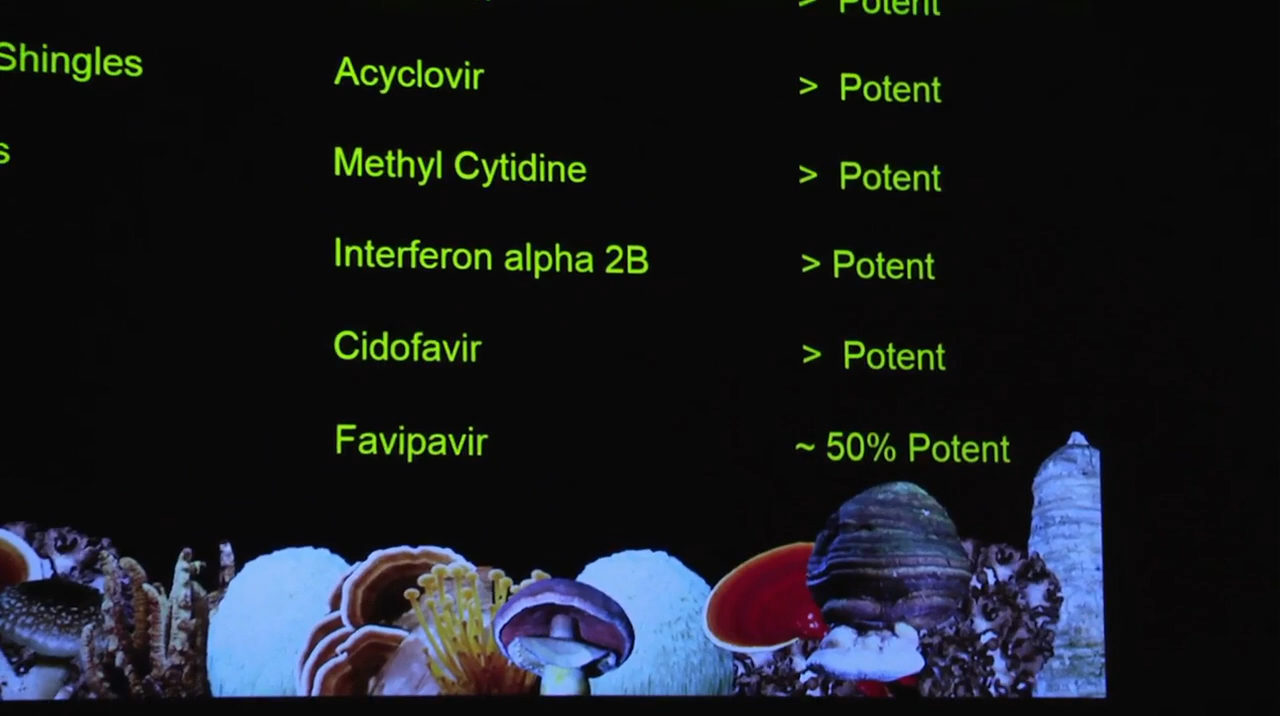 > Potent
Shingles Acyclovir > Potent
Methyl Cytidine > Potent
Interferon alpha 2B > Potent
Cidofavir > Potent
Favipavir ~ 50% Potent